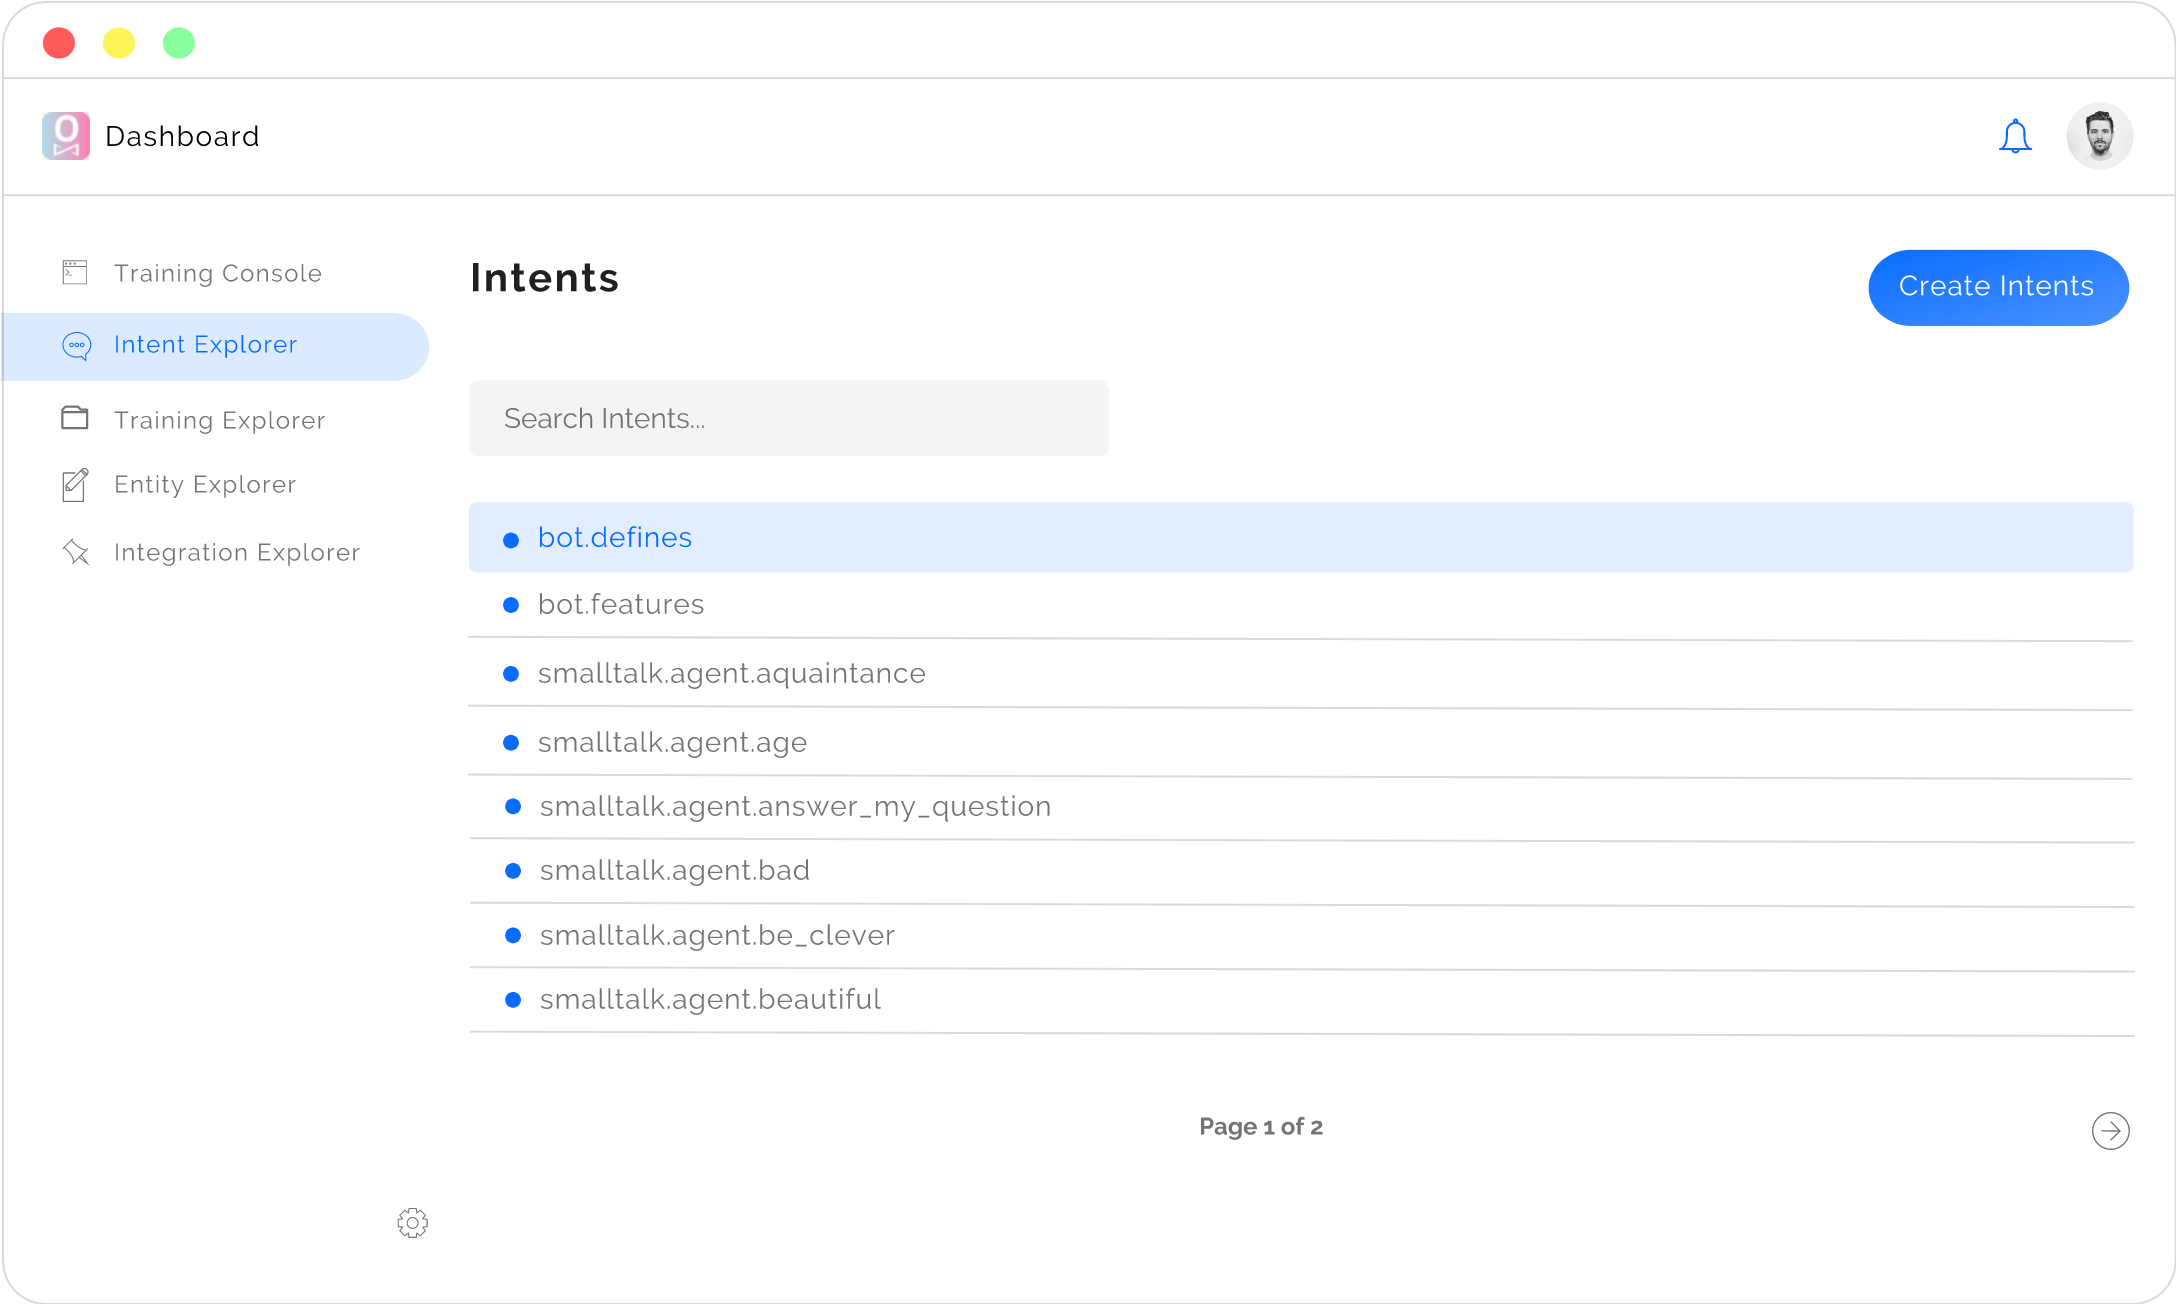 Dashboard
Training Console
Intent Explorer
Training Explorer
Entity Explorer
Integration Explorer
Intents
Create Intents
Search Intents...
bot.defines
bot.features
smalltalk.agent.aquaintance
smalltalk.agent.age
smalltalk.agent.answer_my_question
smalltalk.agent.bad
smalltalk.agent.be_clever
smalltalk.agent.beautiful
Page 1 of 2